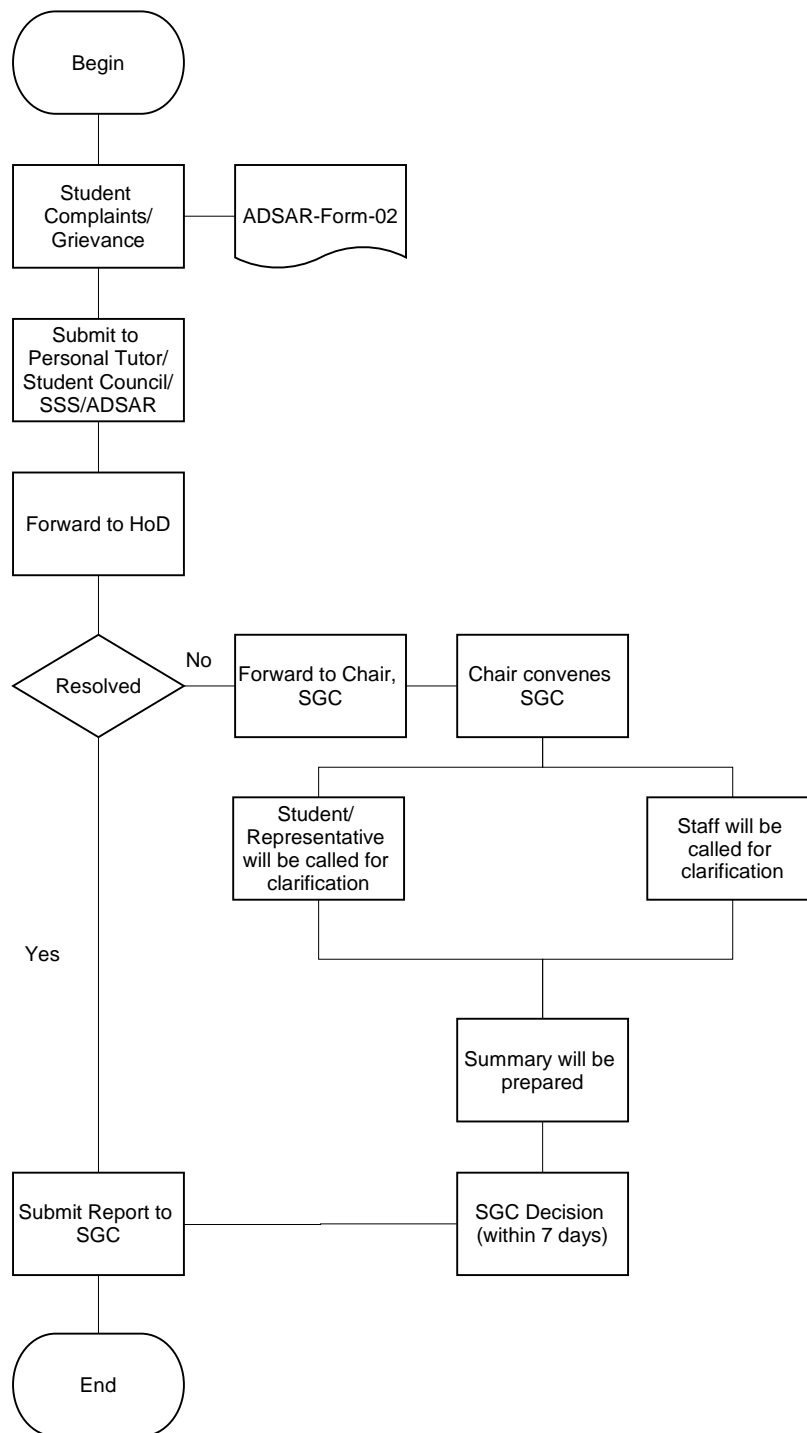 Begin
Student
Complaints/
Grievance
ADSAR-Form-02
Submit to
Personal Tutor/
Student Council/
SSS/ADSAR
Forward to HoD
Resolved
No
Forward to Chair,
SGC
Chair convenes
SGC
Student/
Representative
will be called for
clarification
Staff will be
called for
clarification
Yes
Summary will be
prepared
Submit Report to
SGC
SGC Decision
(within 7 days)
End